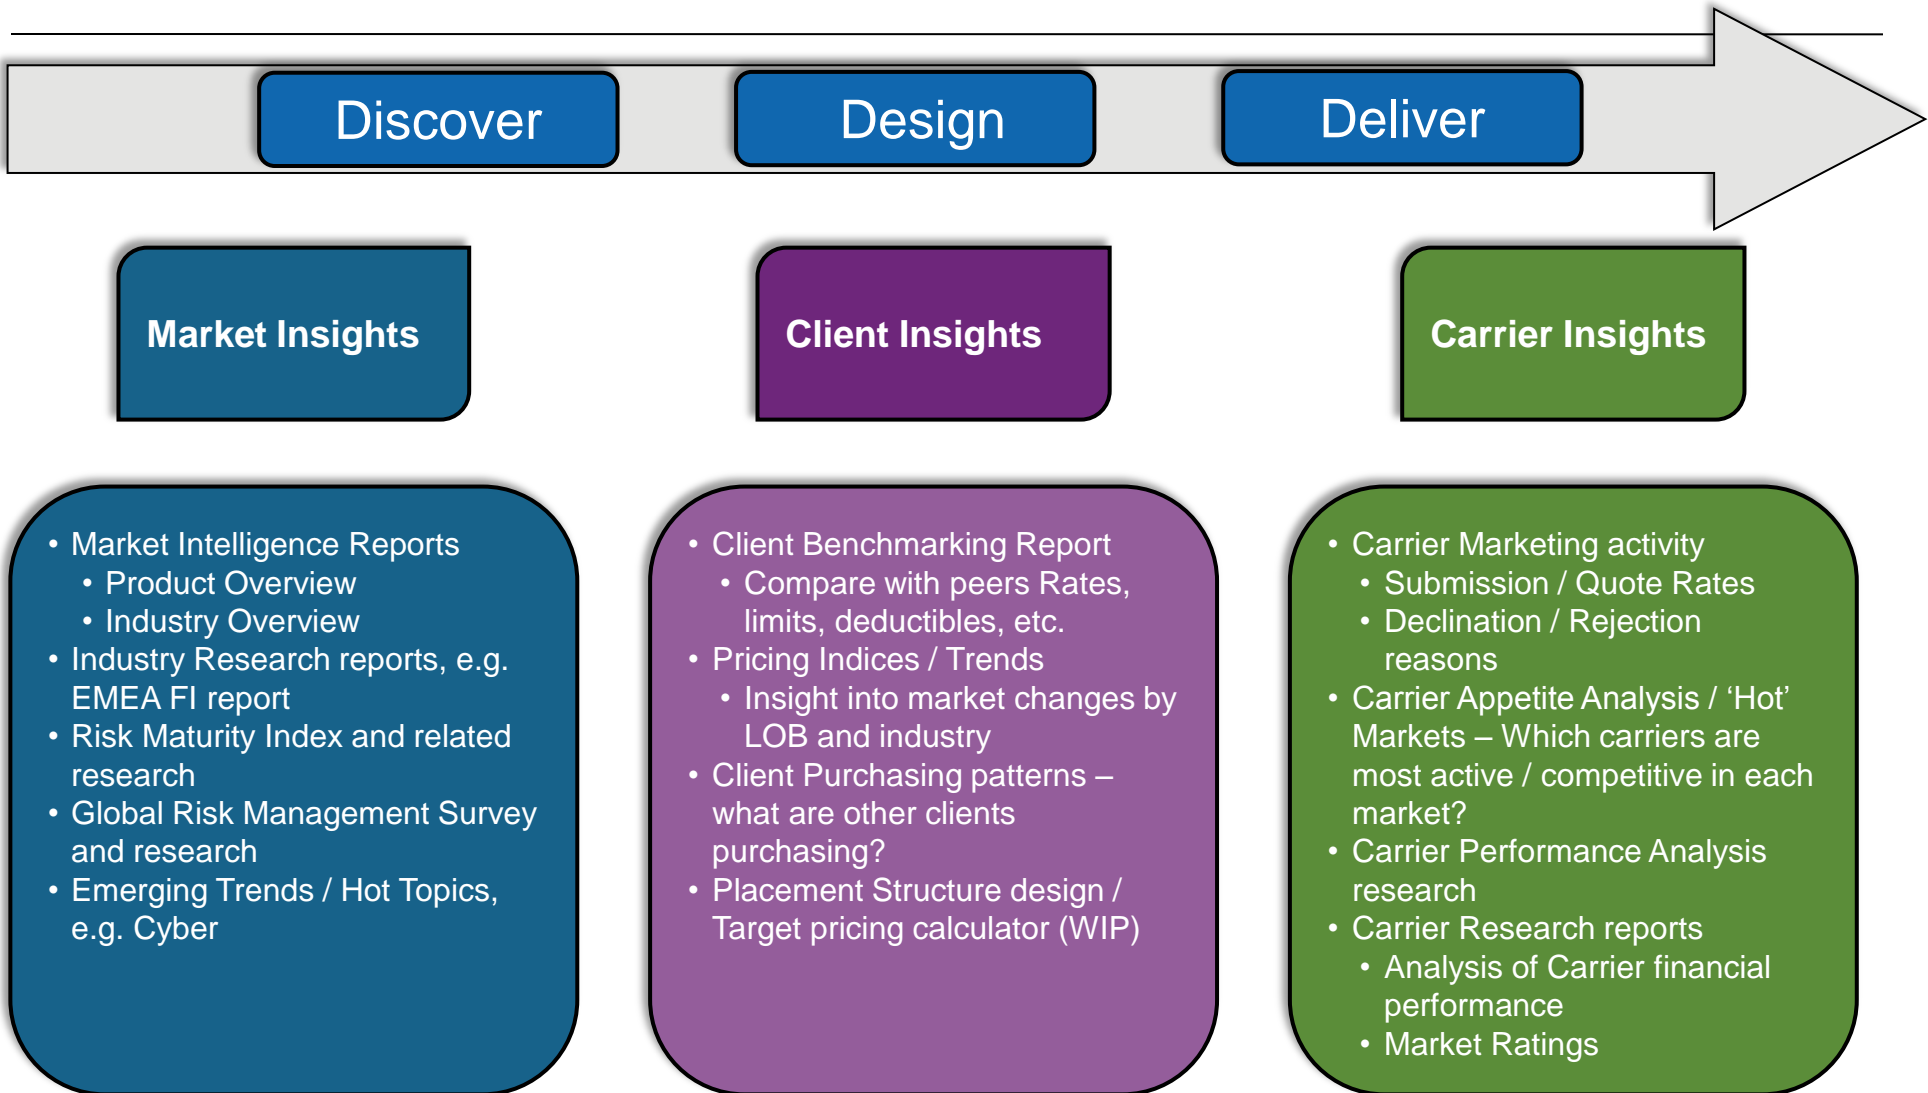 Discover
Design
Deliver
Market Insights
Client Insights
Carrier Insights
• Market Intelligence Reports
• Product Overview
• Industry Overview
• Industry Research reports, e.g.
EMEA FI report
• Risk Maturity Index and related
research
• Global Risk Management Survey
and research
• Emerging Trends / Hot Topics,
e.g. Cyber
• Client Benchmarking Report
• Compare with peers Rates,
limits, deductibles, etc.
• Pricing Indices / Trends
• Insight into market changes by
LOB and industry
• Client Purchasing patterns –
what are other clients
purchasing?
• Placement Structure design /
Target pricing calculator (WIP)
• Carrier Marketing activity
• Submission / Quote Rates
• Declination / Rejection
reasons
• Carrier Appetite Analysis / ‘Hot’
Markets – Which carriers are
most active / competitive in each
market?
• Carrier Performance Analysis
research
• Carrier Research reports
• Analysis of Carrier financial
performance
• Market Ratings